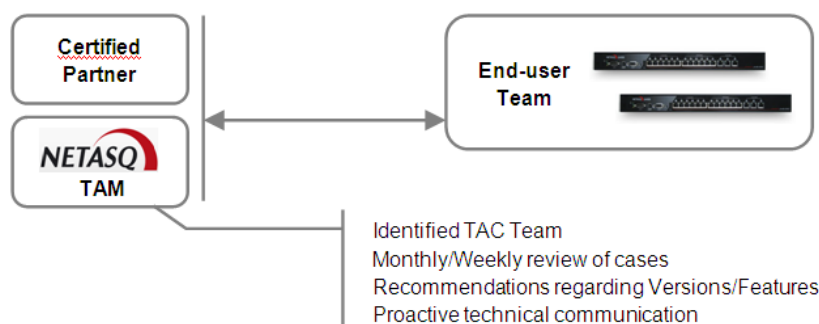 Certified
Partner
NETASQ
TAM
End-user
Team
Identified TAC Team
Monthly/Weekly review of cases
Recommendations regarding Versions/Features
Proactive technical communication